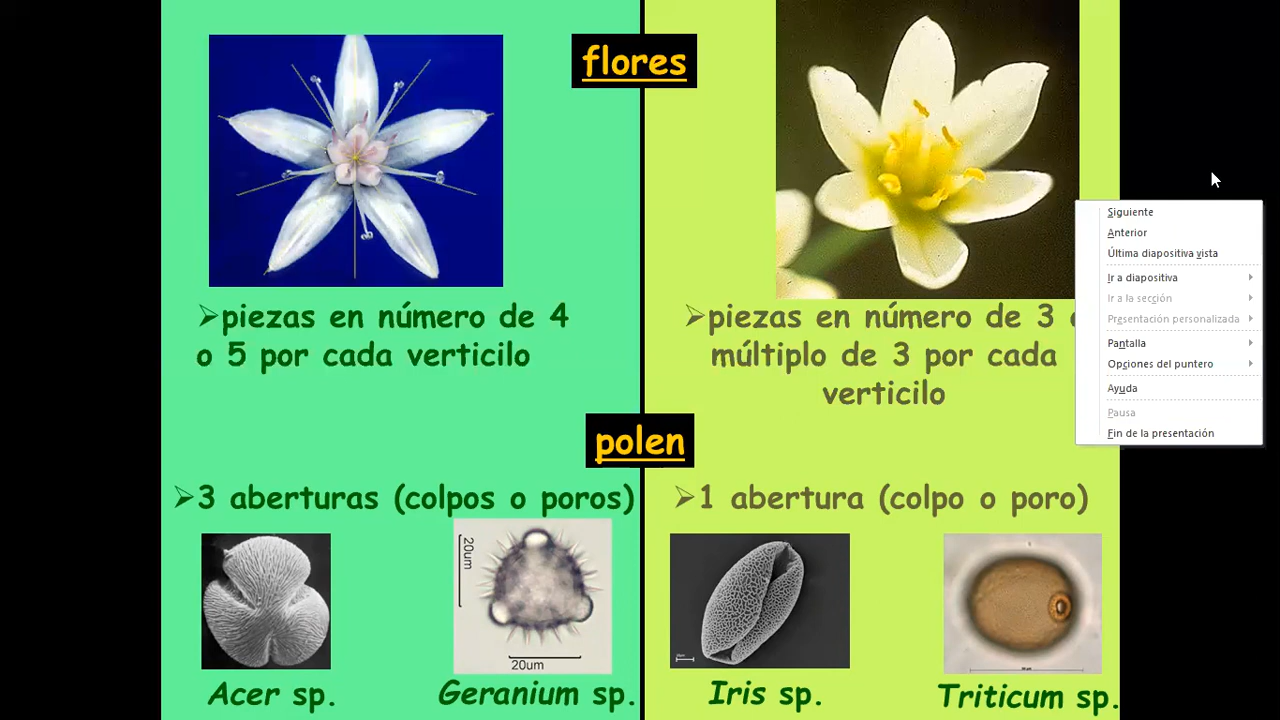 flores
➢piezas en número de 4
o 5 por cada verticilo
➢piezas en número de 3
múltiplo de 3 por cada
verticilo
polen
➢3 aberturas (colpos o poros)
➢1 abertura (colpo o poro)
20um
20um
Acer sp.
Geranium sp.
Iris sp.
Triticum sp.
Siguiente
Anterior
Última diapositiva vista
Ir a diapositiva
Ir a la sección
Presentación personalizada
Pantalla
Opciones del puntero
Ayuda
Pausa
Fin de la presentación